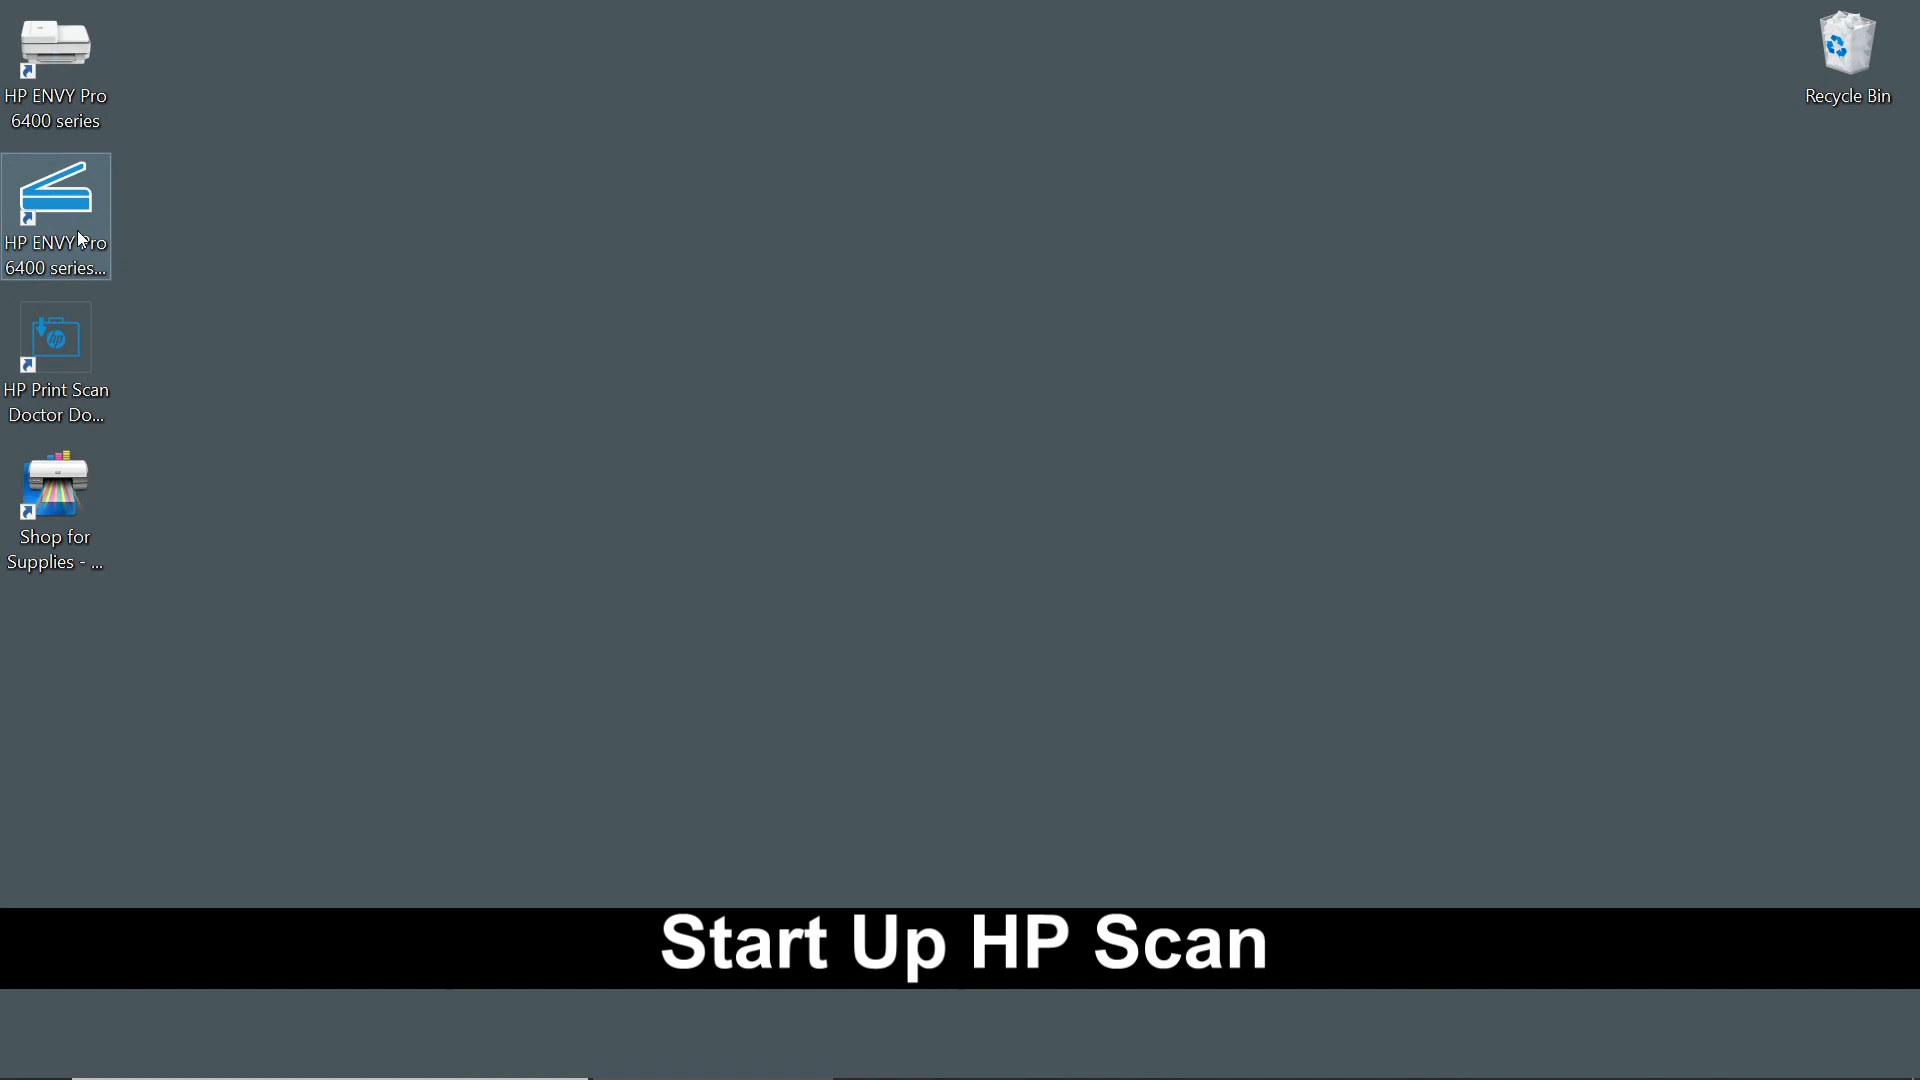 HP ENVY Pro
6400 series
HP ENVY Pro
6400 series...
hp
HP Print Scan
Doctor Do...
Shop for
Supplies - ...
Recycle Bin
Start Up HP Scan